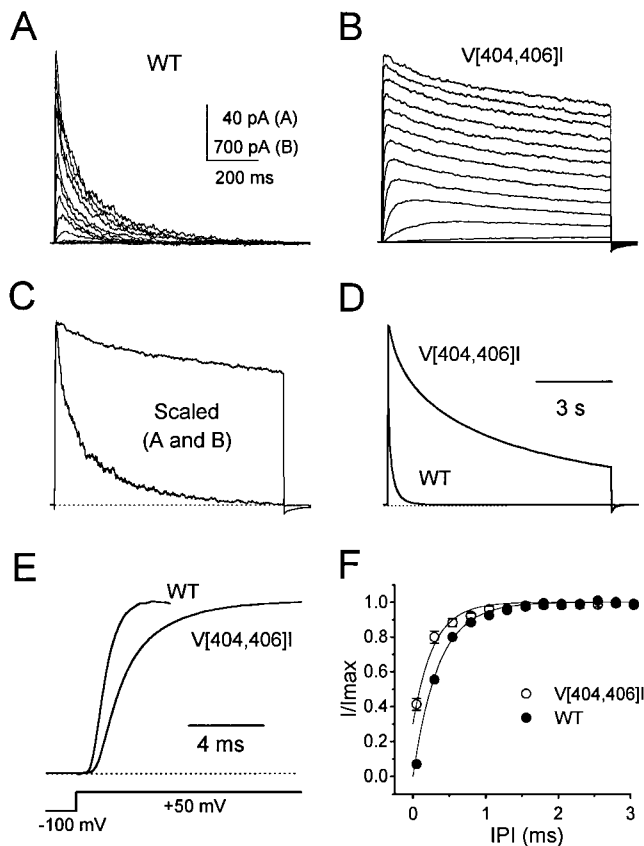 A
WT
40 pA (A)
700 pA (B)
200 ms
B
V[404,406]I
C
Scaled
(A and B)
D
V[404,406]I
3 s
WT
E
WT
V[404,406]I
4 ms
-100 mV
+50 mV
F
I/Imax
1.0
0.8
0.6
0.4
0.2
0.0
V[404,406]I
WT
0 1 2 3
IPI (ms)